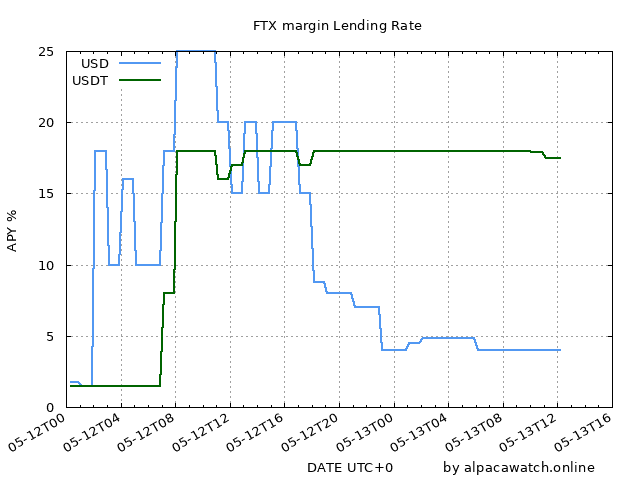 FTX margin Lending Rate
25
USD
USDT
20
15
APY %
10
5
0
05-12T00
05-12T04
05-12T08
05-12T12
05-12T16
05-12T20
05-13T00
05-13T04
05-13T08
05-13T12
05-13T16
DATE UTC+0
by alpacawatch.online